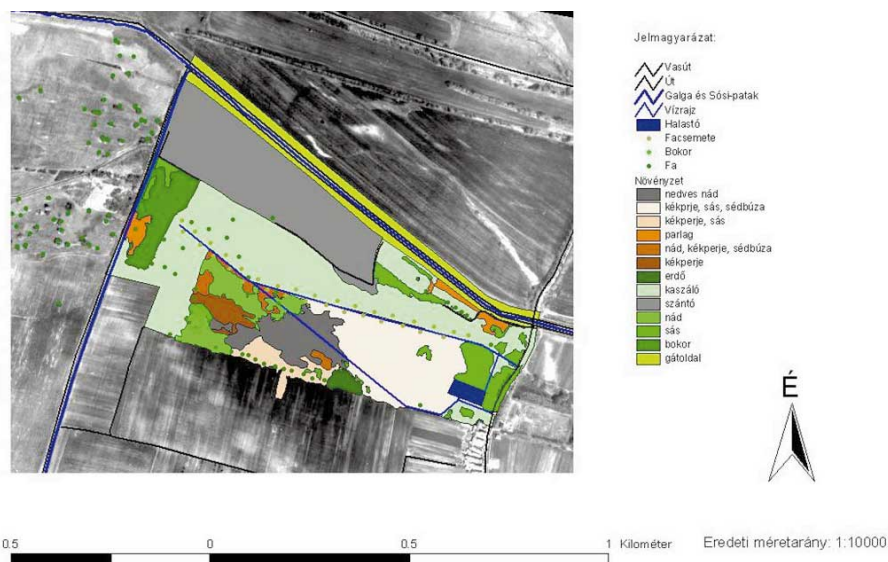 Jelmagyarázat:
Vasút
Út
Galga és Sósi-patak
Vízrajz
Halastó
Facsemete
Bokor
Fa
Növényzet
nedves nád
kékprje, sás, sédbúza
kékperje, sás
parlag
nád, kékperje, sédbúza
kékperje
erdő
kaszáló
szántó
nád
sás
bokor
gátoldal
É
0.5 0 0.5 1 Kilométer Eredeti méretarány: 1:10000